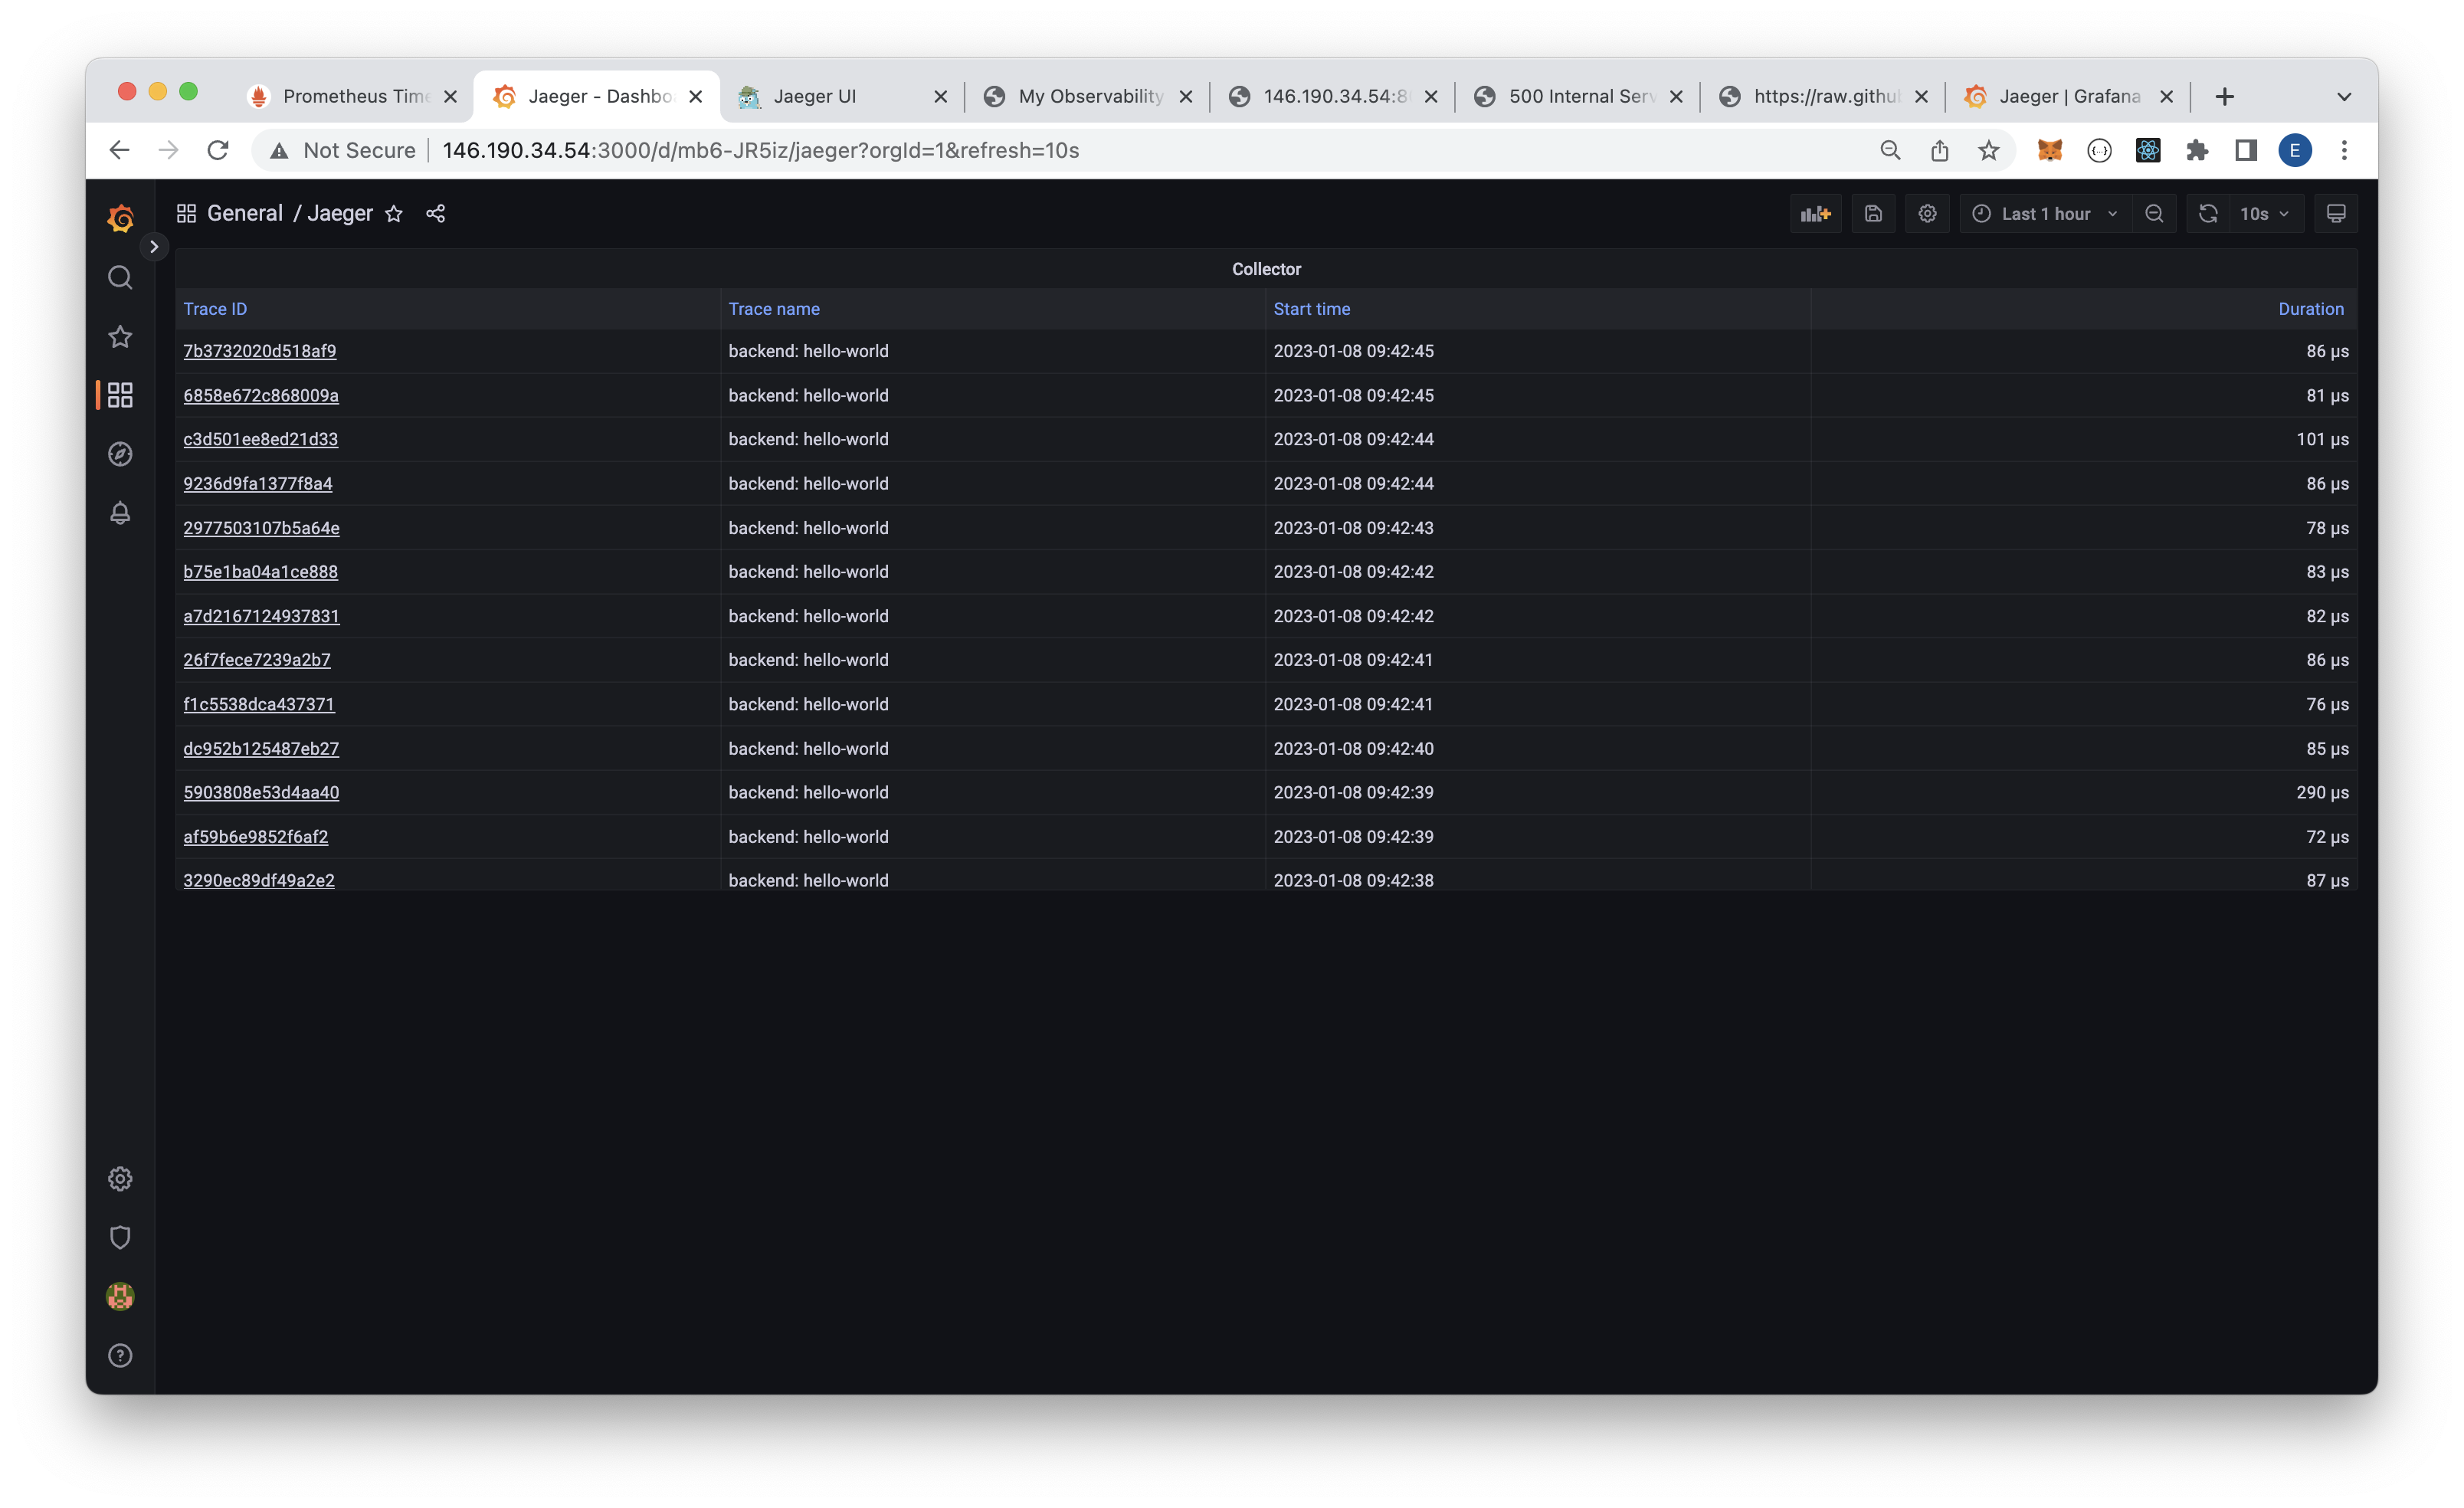 Prometheus Time Jaeger - Dashbo Jaeger UI My Observability 146.190.34.54:8 500 Internal Serv https://raw.githu Jaeger | Grafana
Not Secure 146.190.34.54:3000/d/mb6-JR5iz/jaeger?orgId=1&refresh=10s E
General / Jaeger Last 1 hour 10s
Collector
Trace ID Trace name Start time Duration
7b3732020d518af9 backend: hello-world 2023-01-08 09:42:45 86 µs
6858e672c868009a backend: hello-world 2023-01-08 09:42:45 81 µs
c3d501ee8ed21d33 backend: hello-world 2023-01-08 09:42:44 101 µs
9236d9fa1377f8a4 backend: hello-world 2023-01-08 09:42:44 86 µs
2977503107b5a64e backend: hello-world 2023-01-08 09:42:43 78 µs
b75e1ba04a1ce888 backend: hello-world 2023-01-08 09:42:42 83 µs
a7d2167124937831 backend: hello-world 2023-01-08 09:42:42 82 µs
26f7fece7239a2b7 backend: hello-world 2023-01-08 09:42:41 86 µs
f1c5538dca437371 backend: hello-world 2023-01-08 09:42:41 76 µs
dc952b125487eb27 backend: hello-world 2023-01-08 09:42:40 85 µs
5903808e53d4aa40 backend: hello-world 2023-01-08 09:42:39 290 µs
af59b6e9852f6af2 backend: hello-world 2023-01-08 09:42:39 72 µs
3290ec89df49a2e2 backend: hello-world 2023-01-08 09:42:38 87 µs